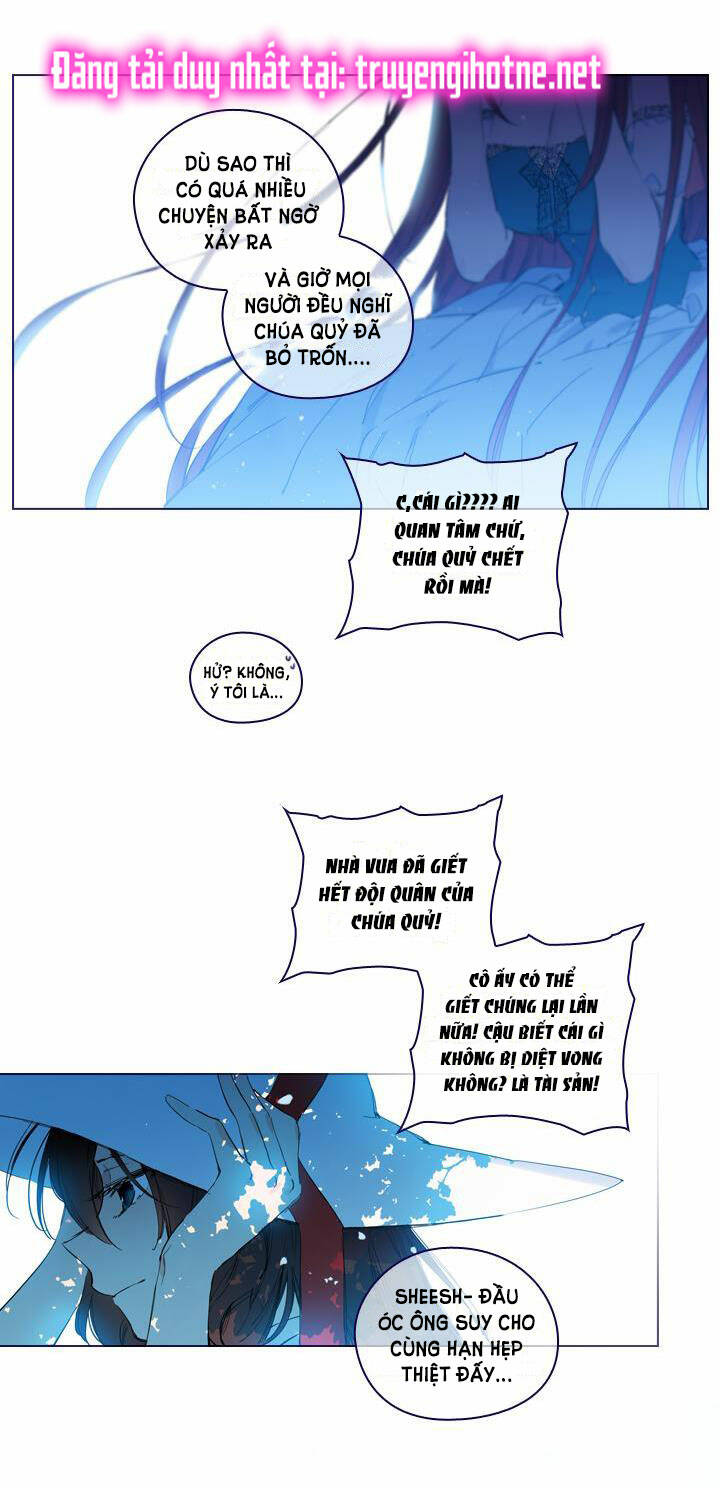 Đăng tải duy nhất tại: truyengihotne.net
DÙ SAO THÌ
CÓ QUÁ NHIỀU
CHUYỆN BẤT NGỜ
XẢY RA
VÀ GIỜ MỌI
NGƯỜI ĐỀU NGHĨ
CHÚA QUỶ ĐÃ
BỎ TRỐN....
C,CÁI GÌ???? AI
QUAN TÂM CHỨ,
CHÚA QUỶ CHẾT
RỒI MÀ!
HỬ? KHÔNG,
Ý TÔI LÀ...
NHÀ VUA ĐÃ GIẾT
HẾT ĐỘI QUÂN CỦA
CHÚA QUỶ!
CÔ ẤY CÓ THỂ
GIẾT CHÚNG LẠI LẦN
NỮA! CẬU BIẾT CÁI GÌ
KHÔNG BỊ DIỆT VONG
KHÔNG? LÀ TÀI SẢN!
SHEESH- ĐẦU
ÓC ÔNG SUY CHO
CÙNG HẠN HẸP
THIỆT ĐẤY...